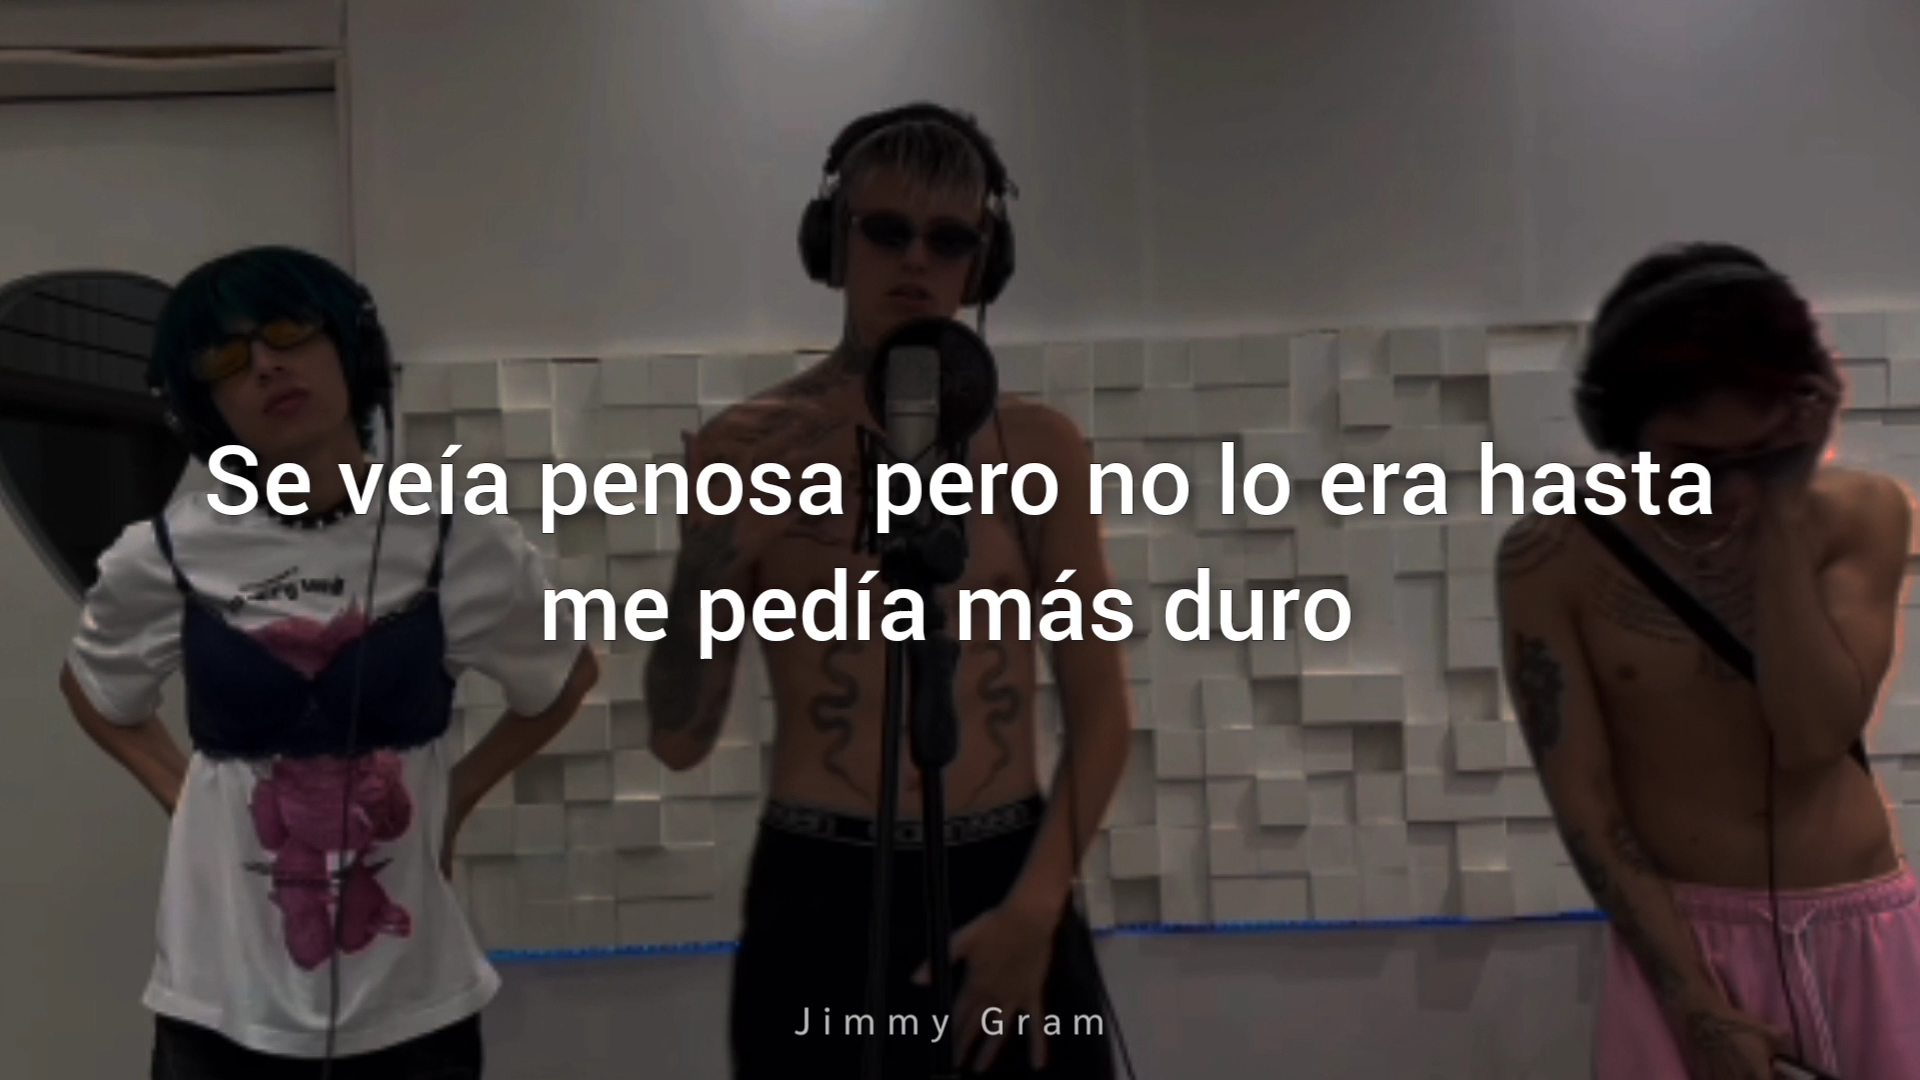 Se veía penosa pero no lo era hasta
me pedía más duro
Jimmy Gram